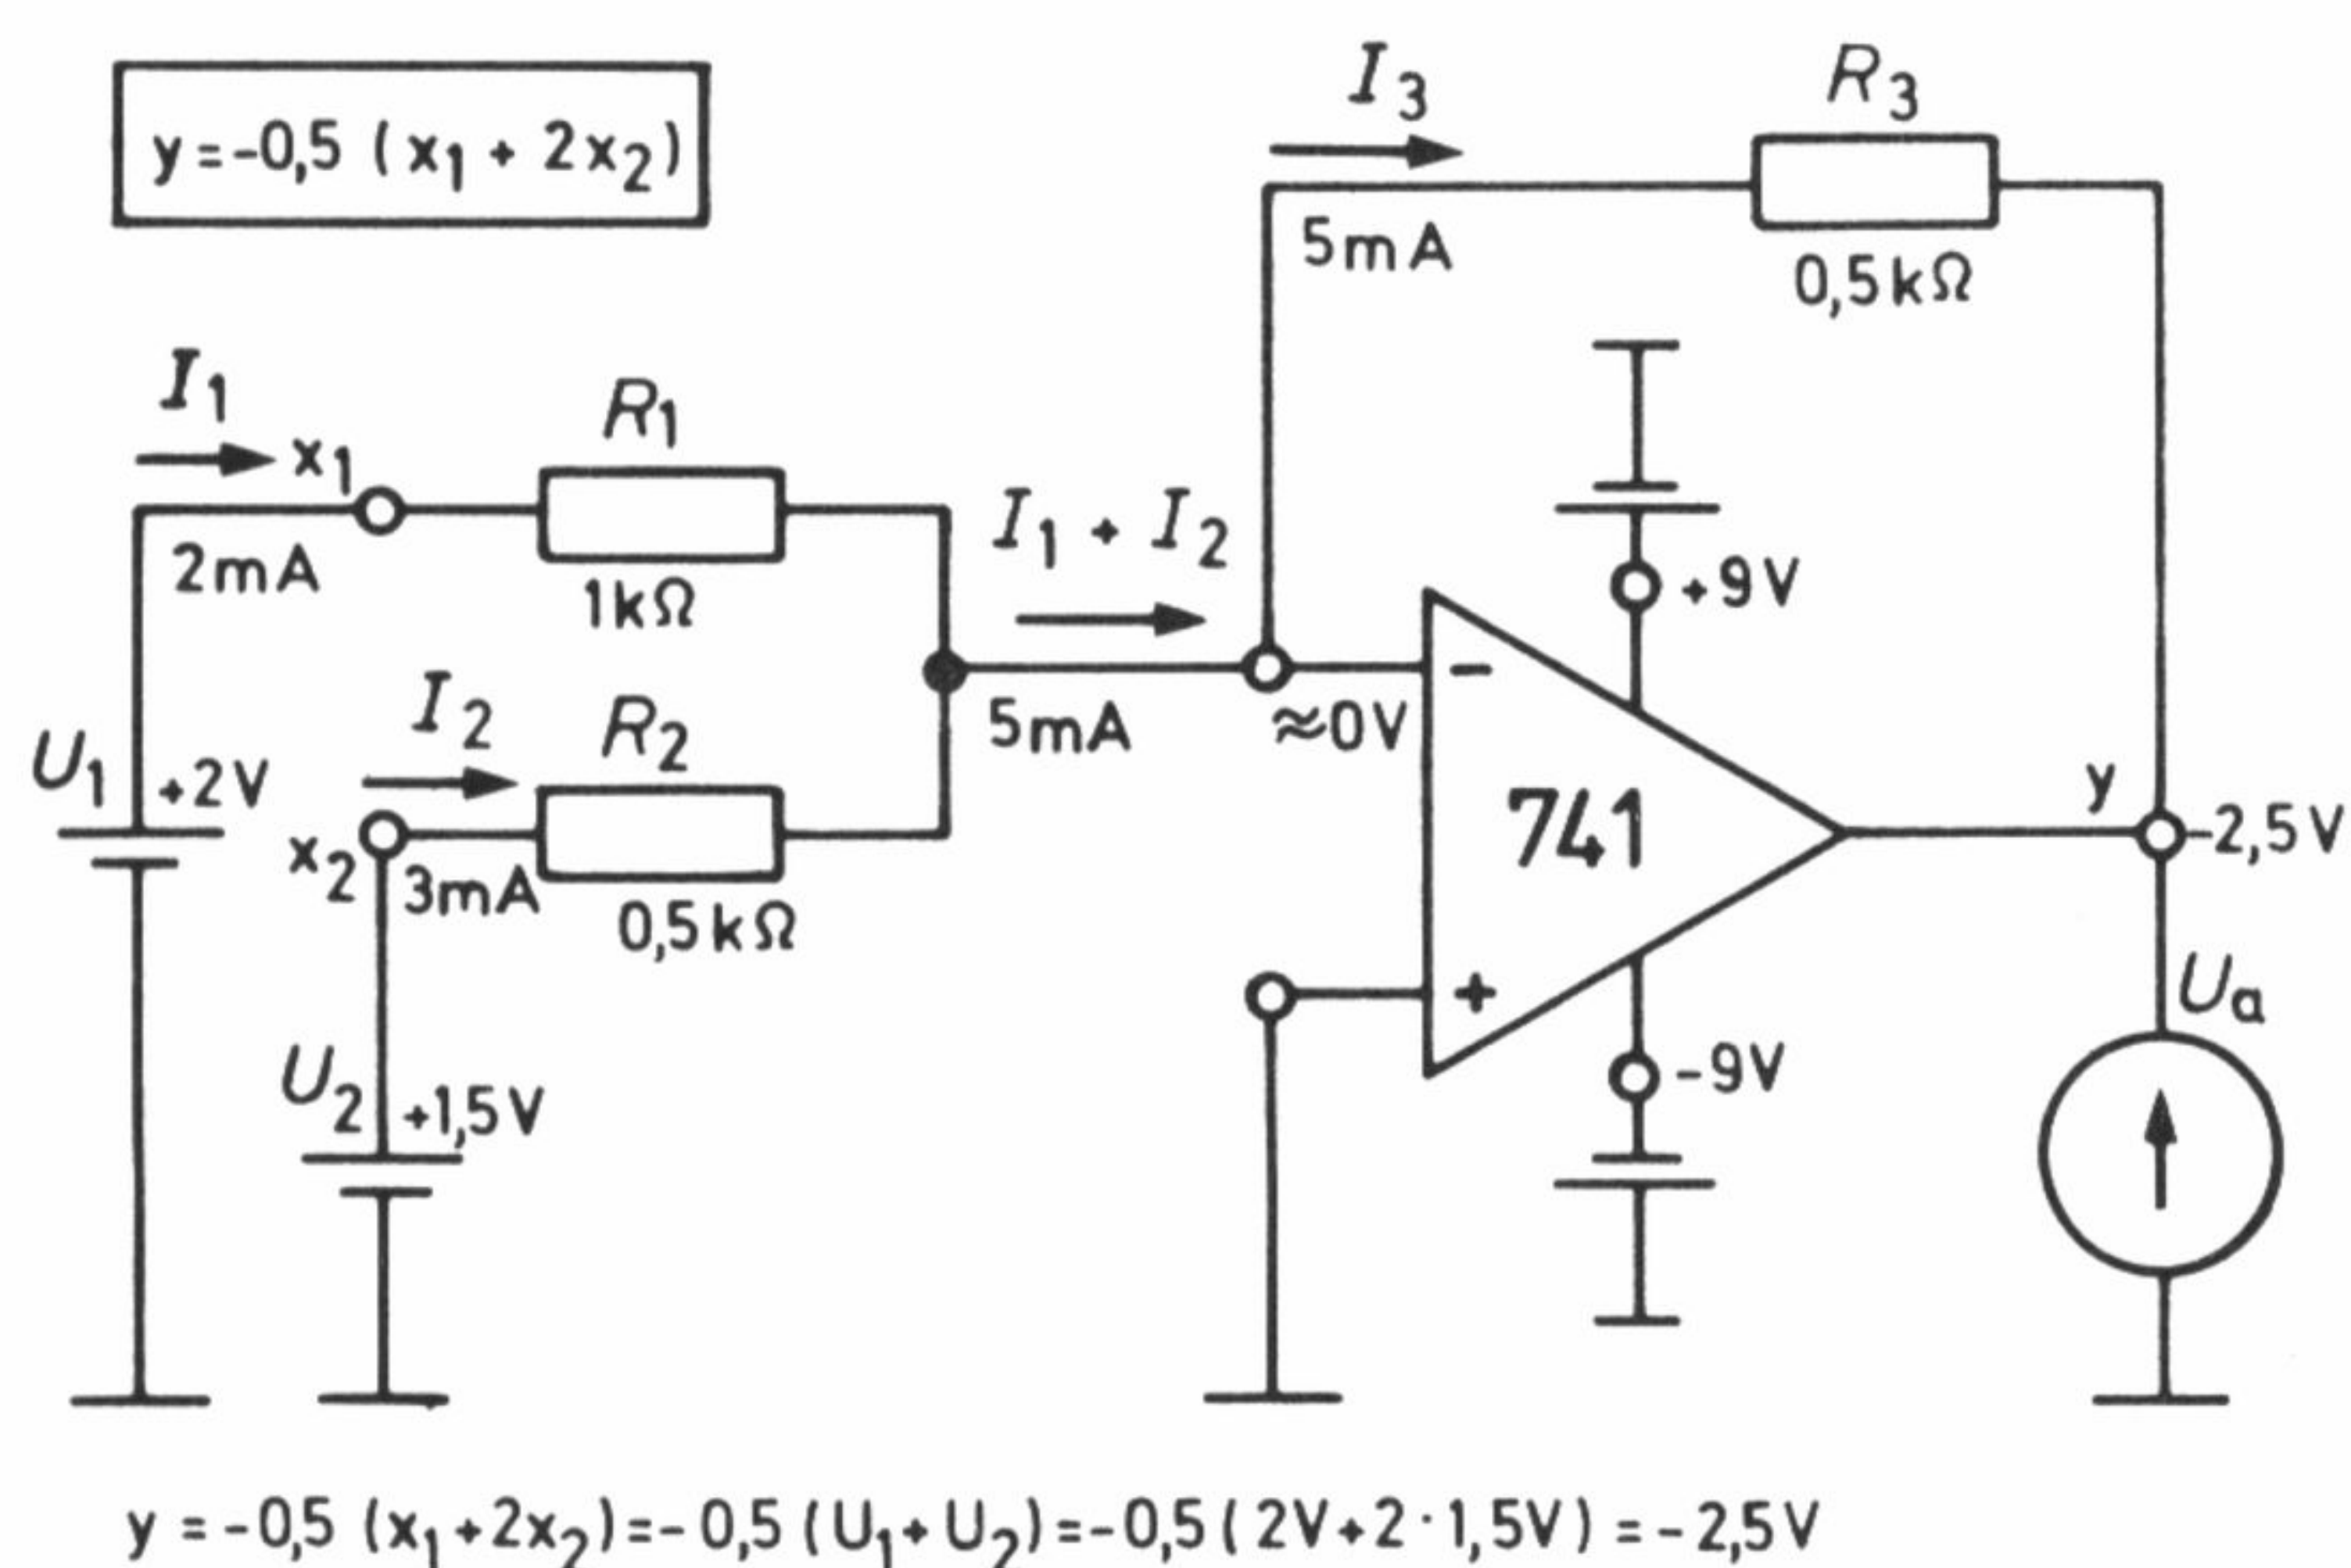 y = -0,5 ( x1 + 2x2 )
I3
R3
5mA
0,5kΩ
I1
x1
R1
2mA
1kΩ
I1 + I2
5mA
≈0V
+9V
-
741
+
-9V
U1
+2V
I2
x2
R2
3mA
0,5kΩ
U2
+1,5V
y
-2,5V
Ua
y = -0,5 (x1+2x2) = -0,5 (U1+U2) = -0,5 ( 2V+2·1,5V ) = -2,5V